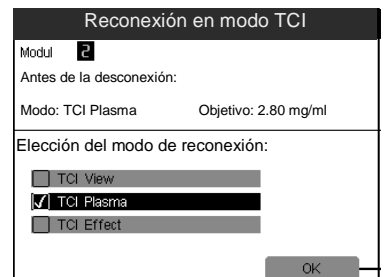 Reconexión en modo TCI
Modul 2
Antes de la desconexión:
Modo: TCI Plasma Objetivo: 2.80 mg/ml
Elección del modo de reconexión:
TCI View
TCI Plasma
TCI Effect
OK